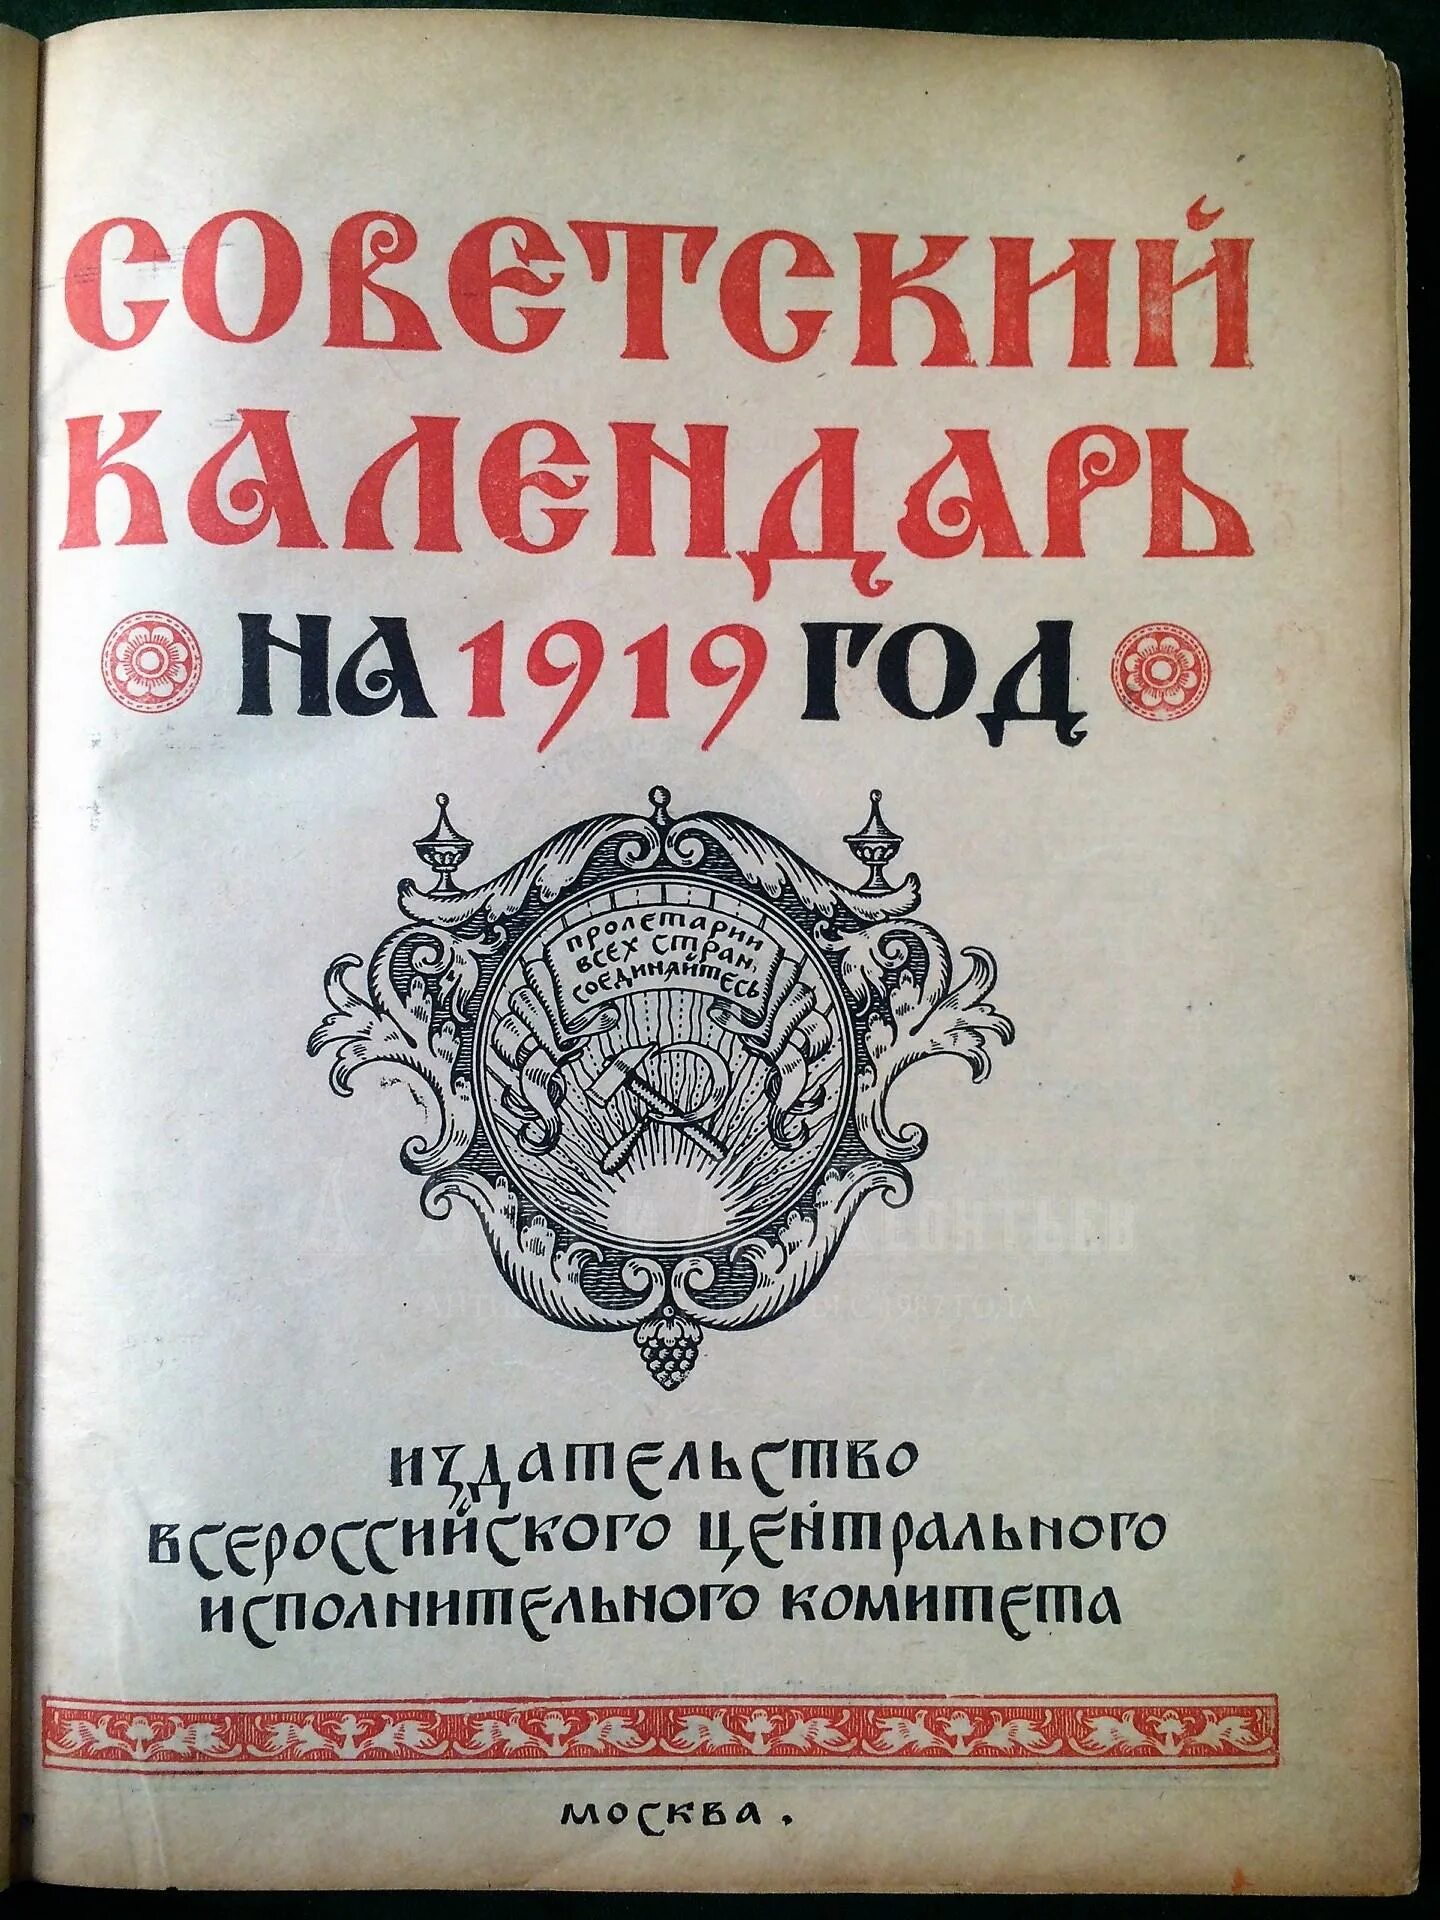 СОВЕТСКИЙ
КАЛЕНДАРЬ
НА 1919 ГОД
ПРОЛЕТАРИИ
ВСЕХ СТРАН,
СОЕДИНЯЙТЕСЬ
ИЗДАТЕЛЬСТВО
ВСЕРОССИЙСКОГО ЦЕНТРАЛЬНОГО
ИСПОЛНИТЕЛЬНОГО КОМИТЕТА
МОСКВА.